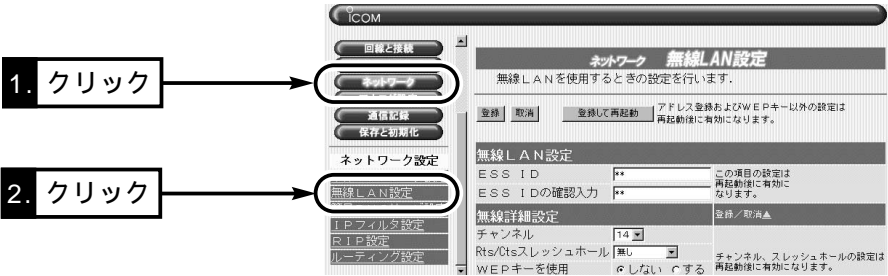 icom
1. クリック
2. クリック
回線と接続
ネットワーク
通信記録
保存と初期化
ネットワーク設定
無線LAN設定
IPフィルタ設定
RIP設定
ルーティング設定
ネットワーク 無線LAN設定
無線LANを使用するときの設定を行います.
登録 取消 登録して再起動 アドレス登録およびWEPキー以外の設定は
再起動後に有効になります。
無線LAN設定
ESS ID ** この項目の設定は
再起動後に有効に
なります。
ESS IDの確認入力 **
無線詳細設定 登録/取消▲
チャンネル 14
Rts/Ctsスレッショホール 無し チャンネル、スレッショホールの設定は
再起動後に有効になります。
WEPキーを使用 しない する